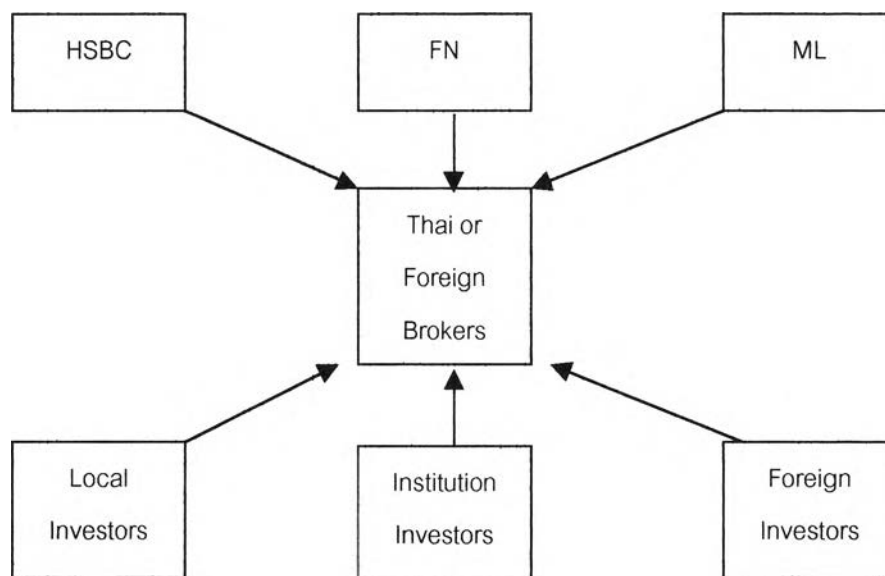 HSBC
FN
ML
Thai or
Foreign
Brokers
Local
Investors
Institution
Investors
Foreign
Investors